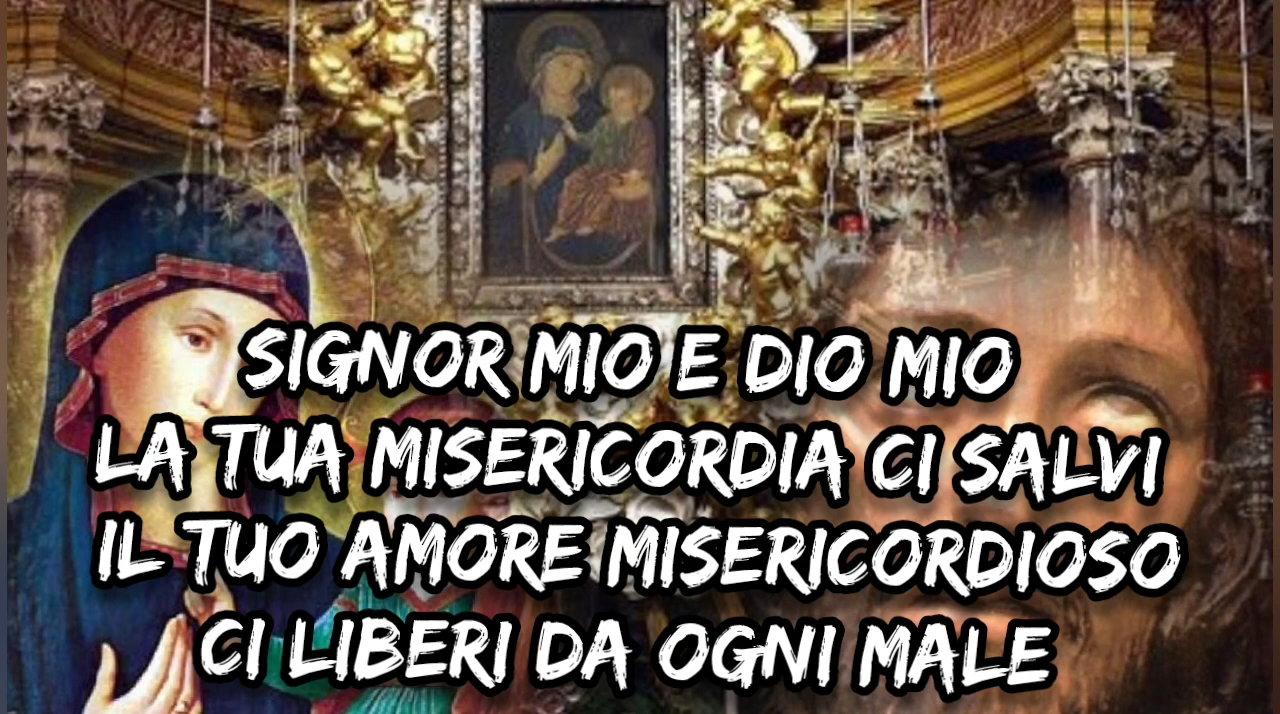 SIGNOR MIO E DIO MIO
LA TUA MISERICORDIA CI SALVI
IL TUO AMORE MISERICORDIOSO
CI LIBERI DA OGNI MALE